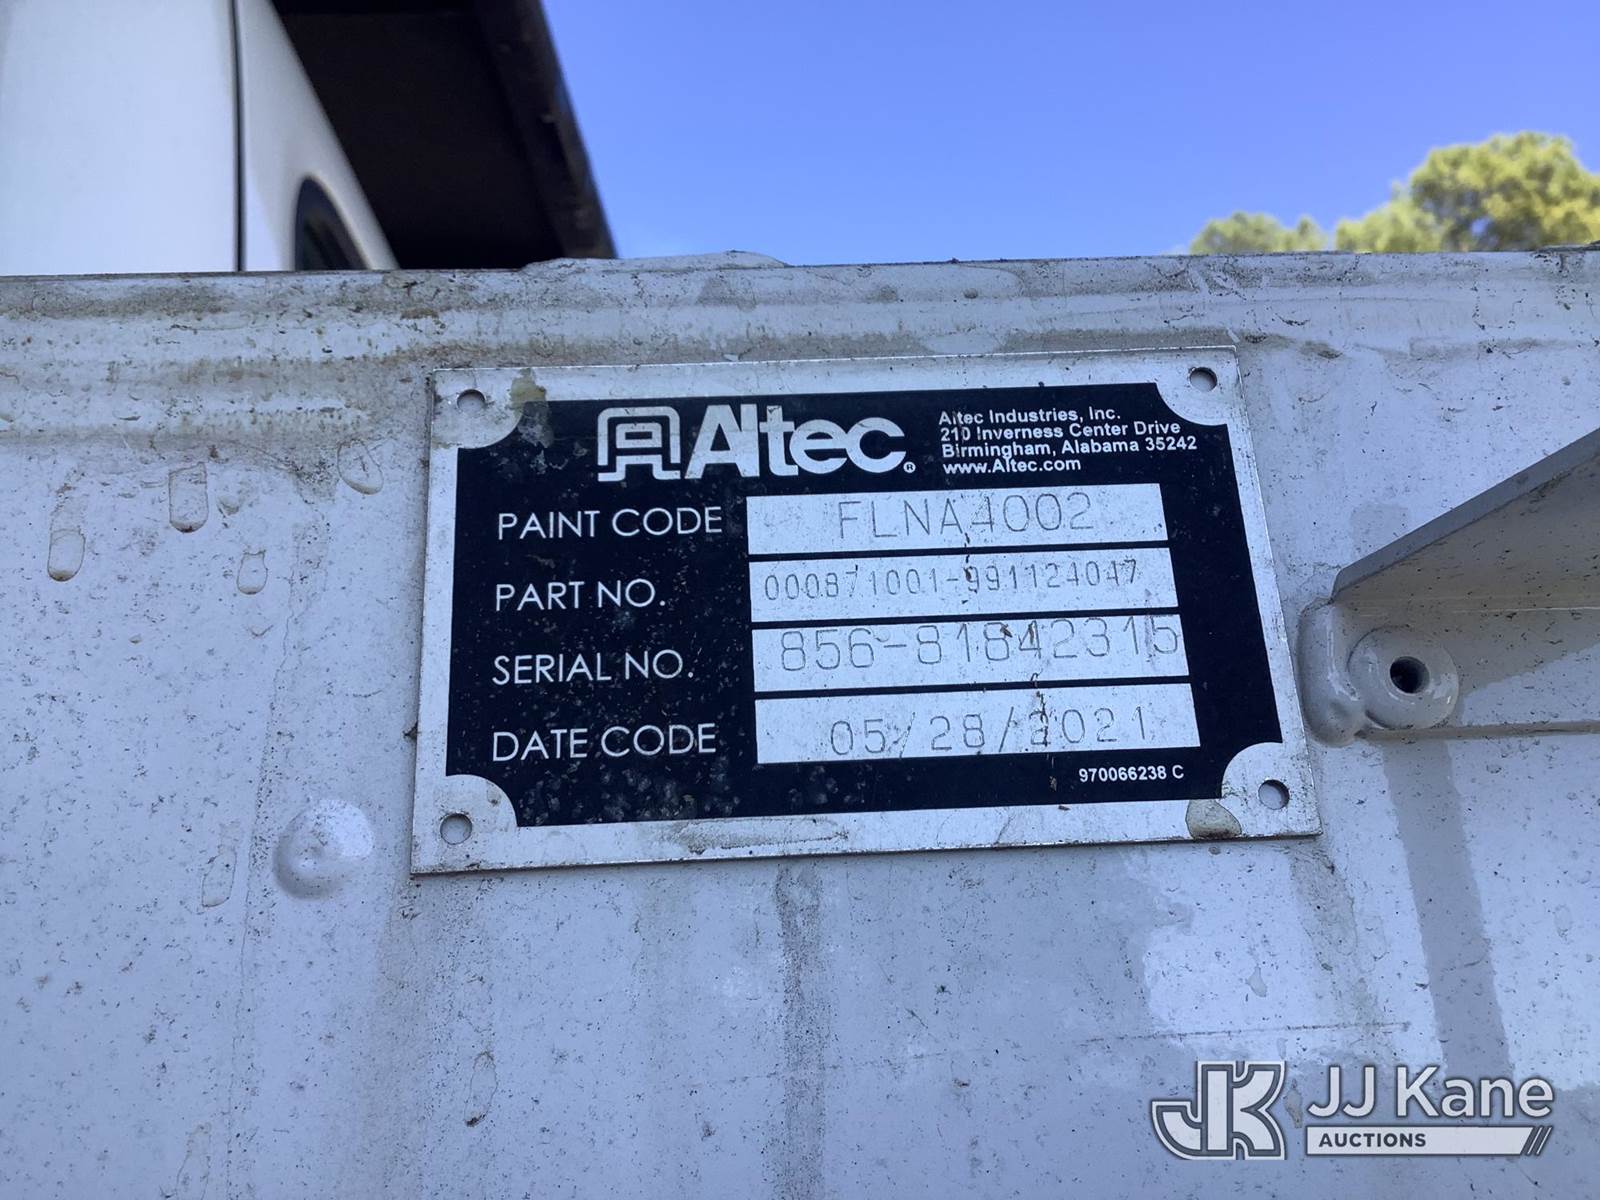 Altec®
Altec Industries, Inc.
210 Inverness Center Drive
Birmingham, Alabama 35242
www.Altec.com
PAINT CODE FLNA4002
PART NO. 000871001-991124047
SERIAL NO. 856-81842315
DATE CODE 05/28/2021
970066238 C
JK JJ Kane
AUCTIONS